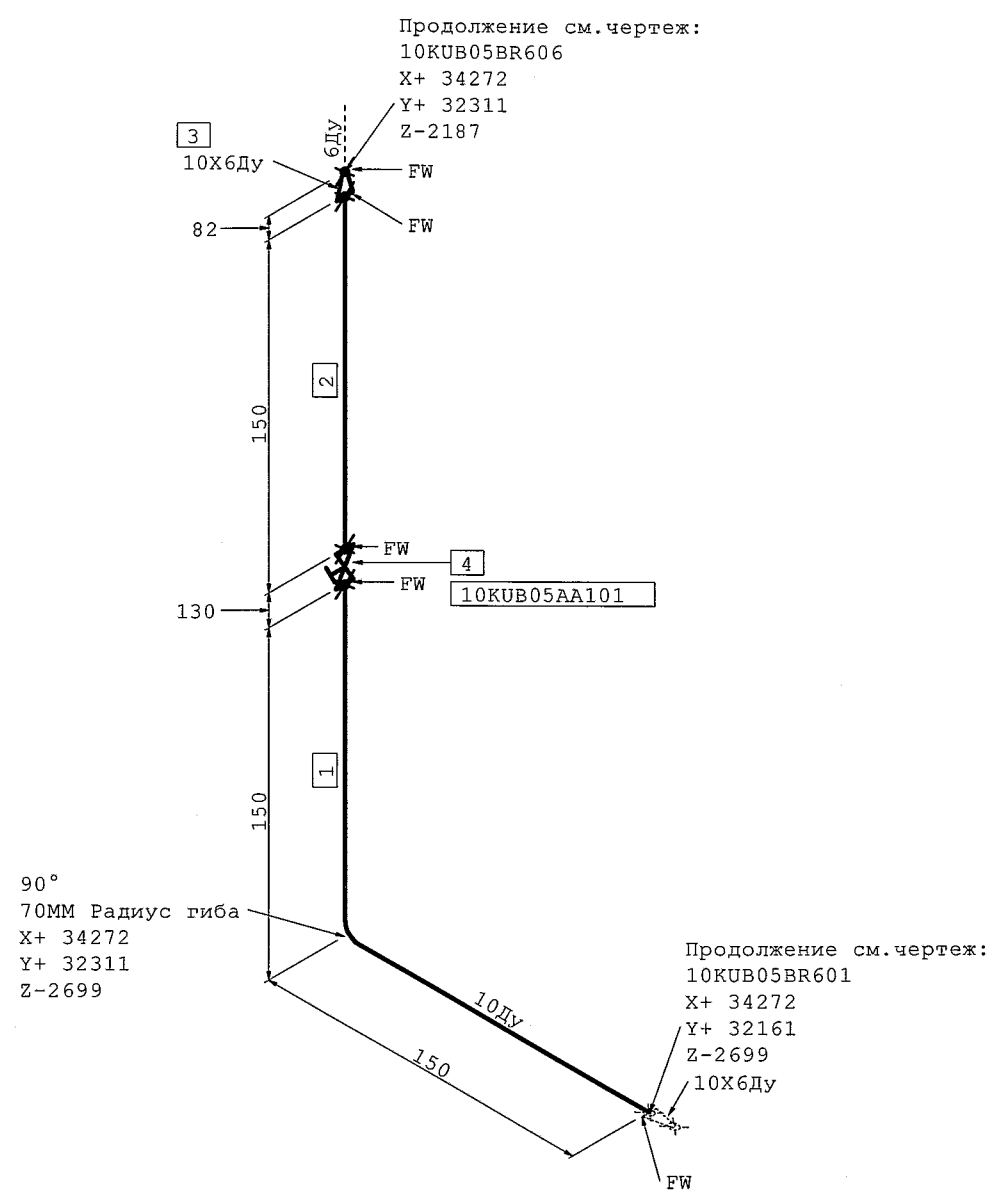 Продолжение см.чертеж:
10KUB05BR606
X+ 34272
Y+ 32311
Z-2187
6Ду
3
10X6Ду
FW
FW
82
2
150
FW
4
FW
10KUB05AA101
130
1
150
90°
70ММ Радиус гиба
X+ 34272
Y+ 32311
Z-2699
Продолжение см.чертеж:
10KUB05BR601
X+ 34272
Y+ 32161
Z-2699
10X6Ду
10Ду
150
FW